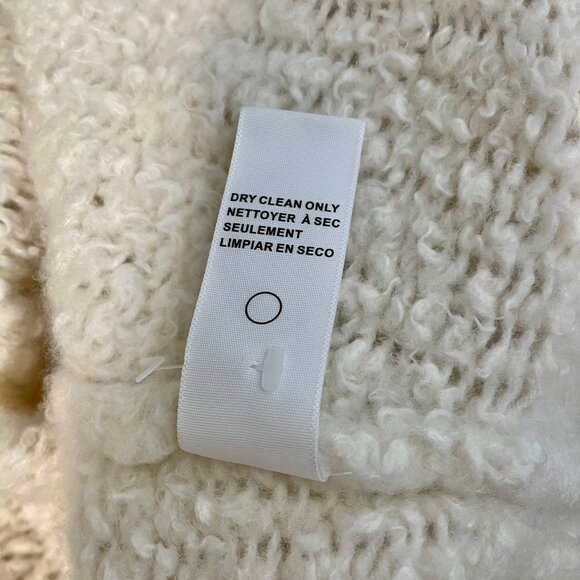 DRY CLEAN ONLY
NETTOYER À SEC
SEULEMENT
LIMPIAR EN SECO